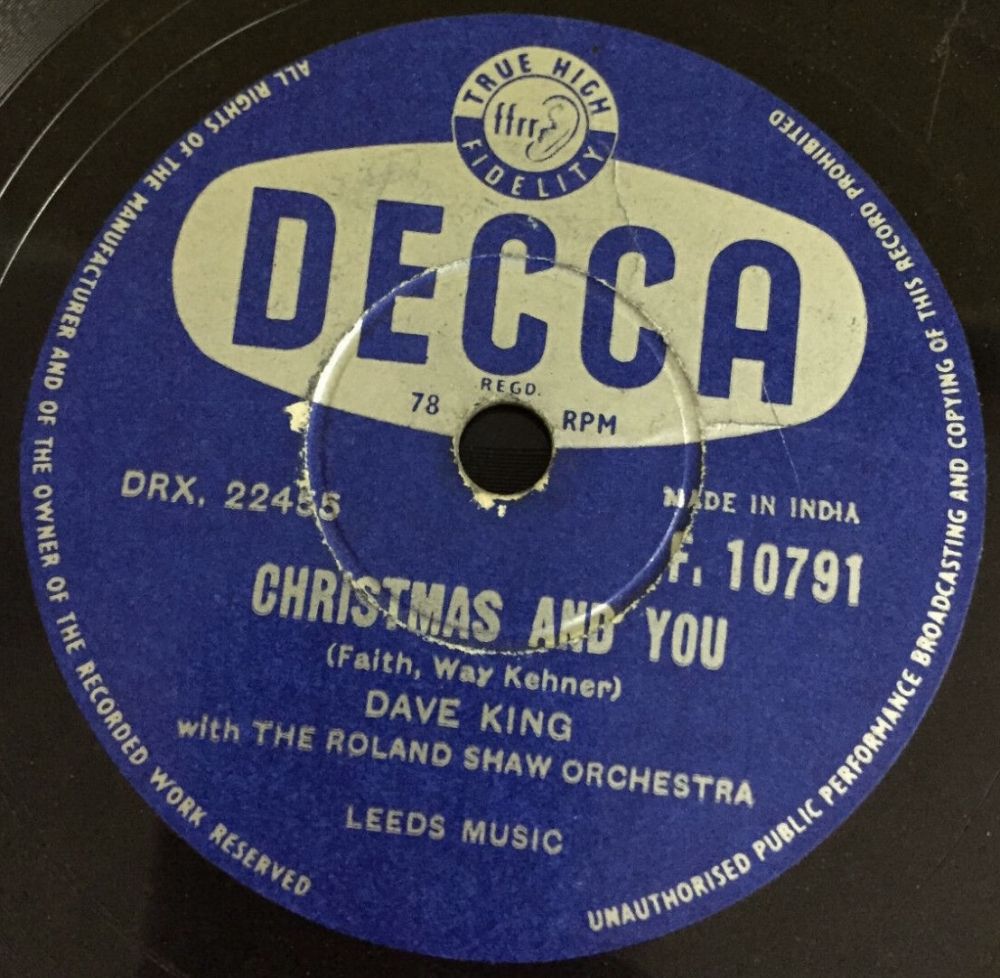 TRUE HIGH
ffrr
FIDELITY
DECCA
REGD.
78 RPM
DRX. 22455
MADE IN INDIA
F. 10791
CHRISTMAS AND YOU
(Faith, Way Kehner)
DAVE KING
with THE ROLAND SHAW ORCHESTRA
LEEDS MUSIC
ALL RIGHTS OF THE MANUFACTURER AND OF THE OWNER OF THE RECORDED WORK RESERVED
UNAUTHORISED PUBLIC PERFORMANCE BROADCASTING AND COPYING OF THIS RECORD PROHIBITED